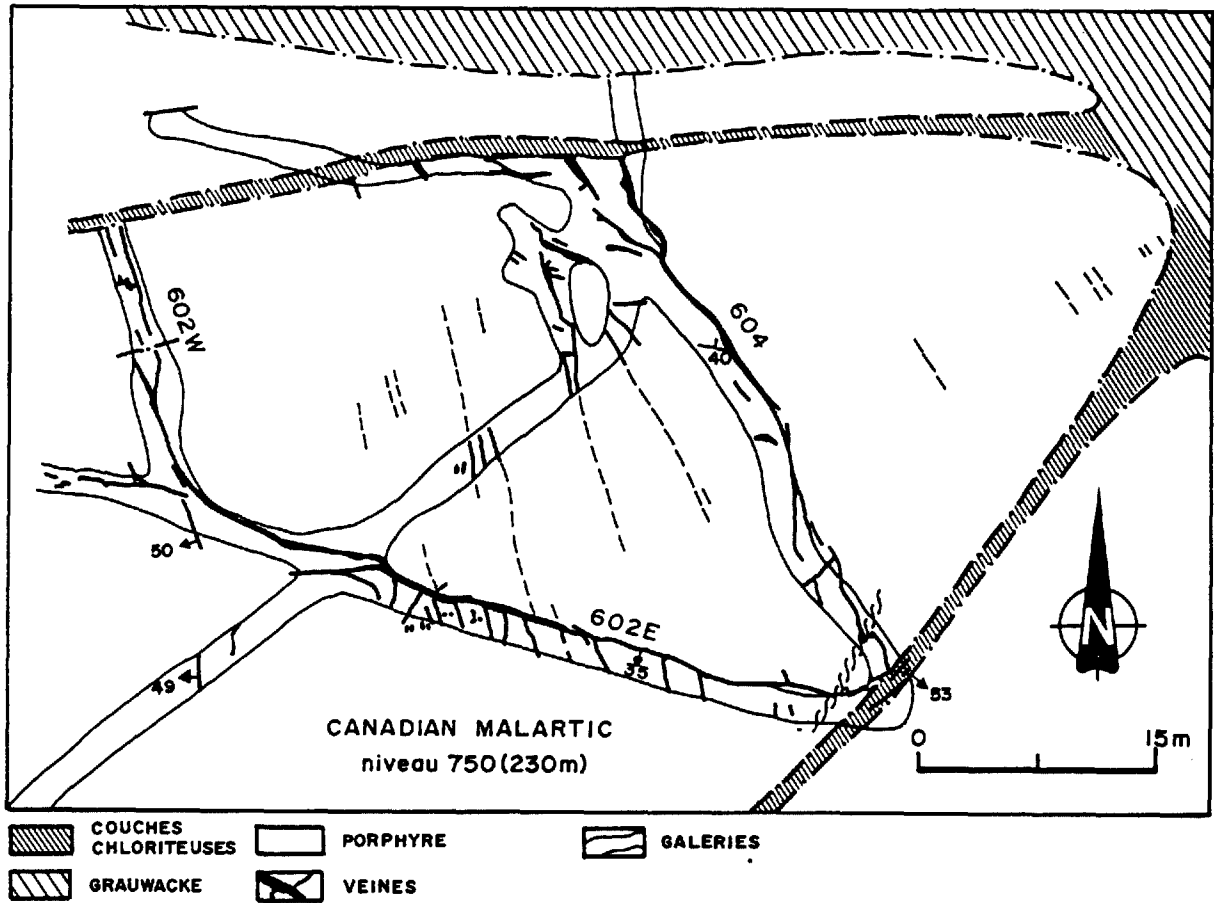 602W
604
40
50
602E
35
49
53
N
CANADIAN MALARTIC
niveau 750 (230m)
0 15m
COUCHES
CHLORITEUSES
PORPHYRE
GALERIES
GRAUWACKE
VEINES